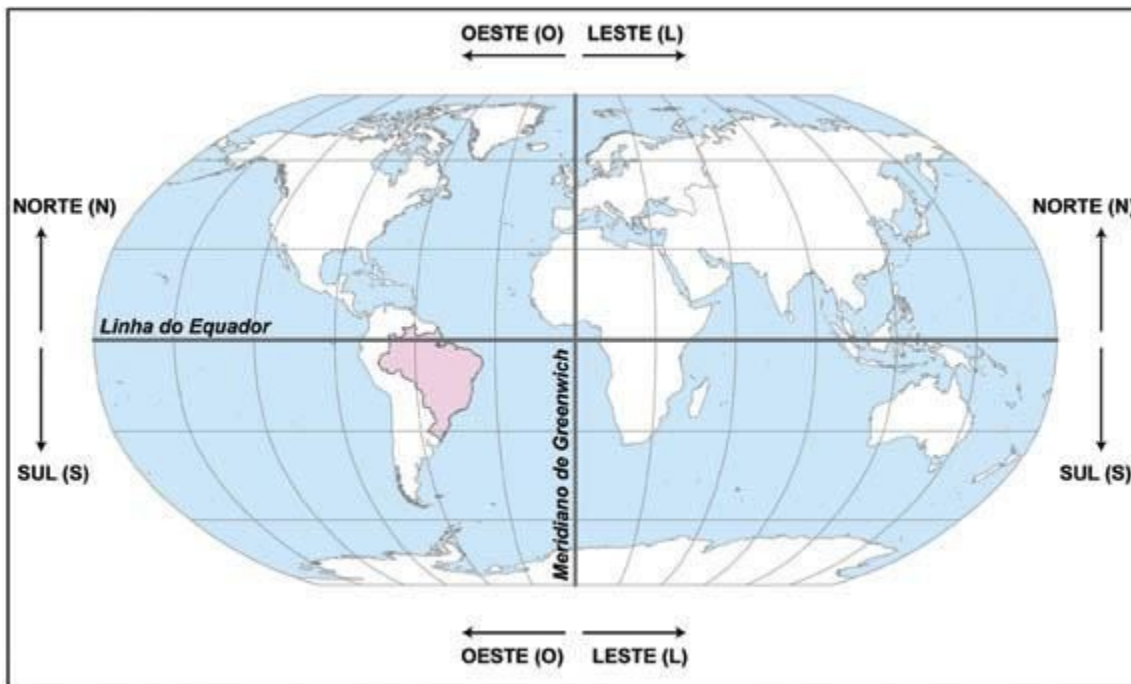 OESTE (O) LESTE (L)
NORTE (N) NORTE (N)
Linha do Equador
Meridiano de Greenwich
SUL (S) SUL (S)
OESTE (O) LESTE (L)